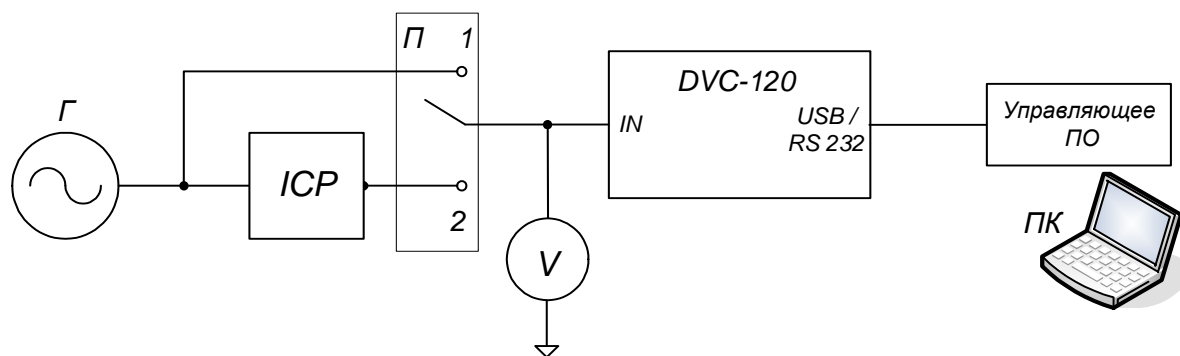 П 1
Г
ICP
2
V
DVC-120
IN
USB /
RS 232
Управляющее
ПО
ПК